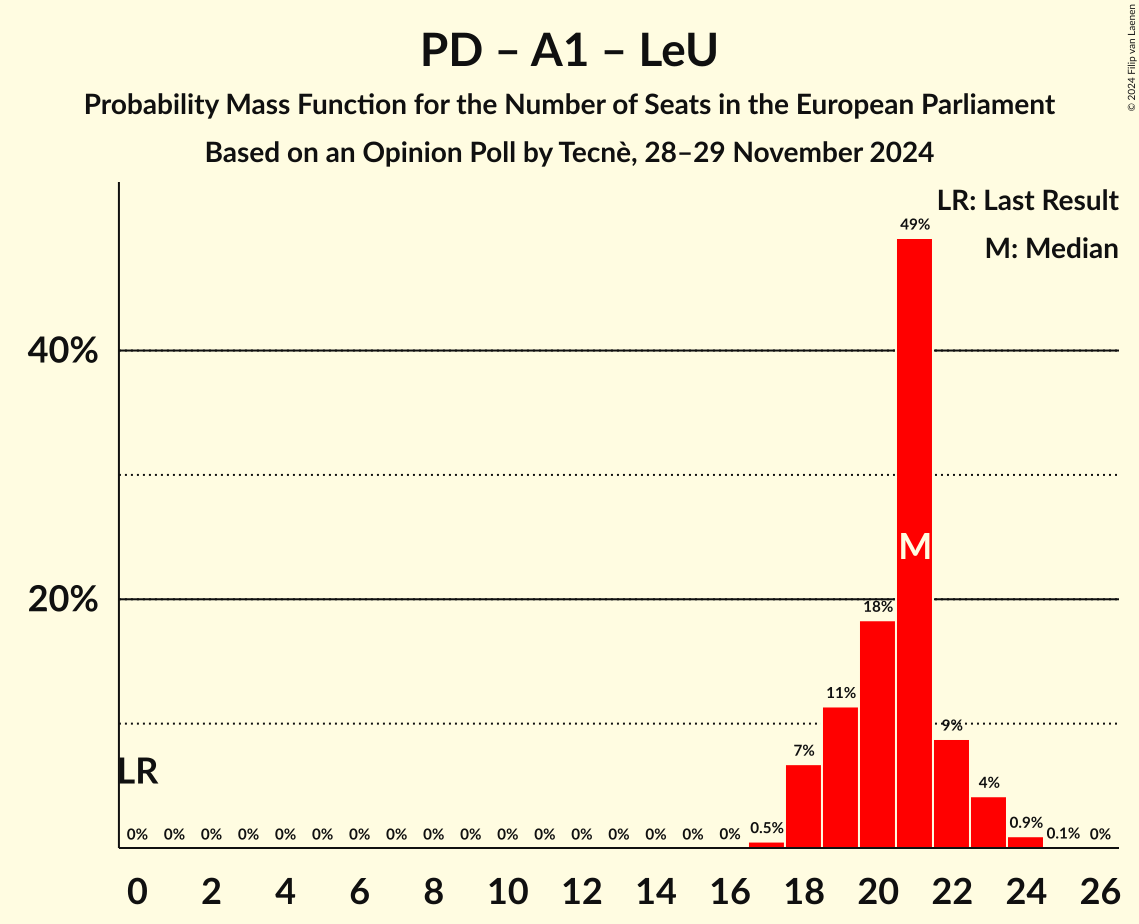 PD – A1 – LeU
Probability Mass Function for the Number of Seats in the European Parliament
Based on an Opinion Poll by Tecnè, 28–29 November 2024
© 2024 Filip van Laenen
LR: Last Result
M: Median
49%
40%
M
20%
18%
11%
9%
7%
4%
LR
0% 0% 0% 0% 0% 0% 0% 0% 0% 0% 0% 0% 0% 0% 0% 0% 0% 0.5% 0.9% 0.1% 0%
0 2 4 6 8 10 12 14 16 18 20 22 24 26